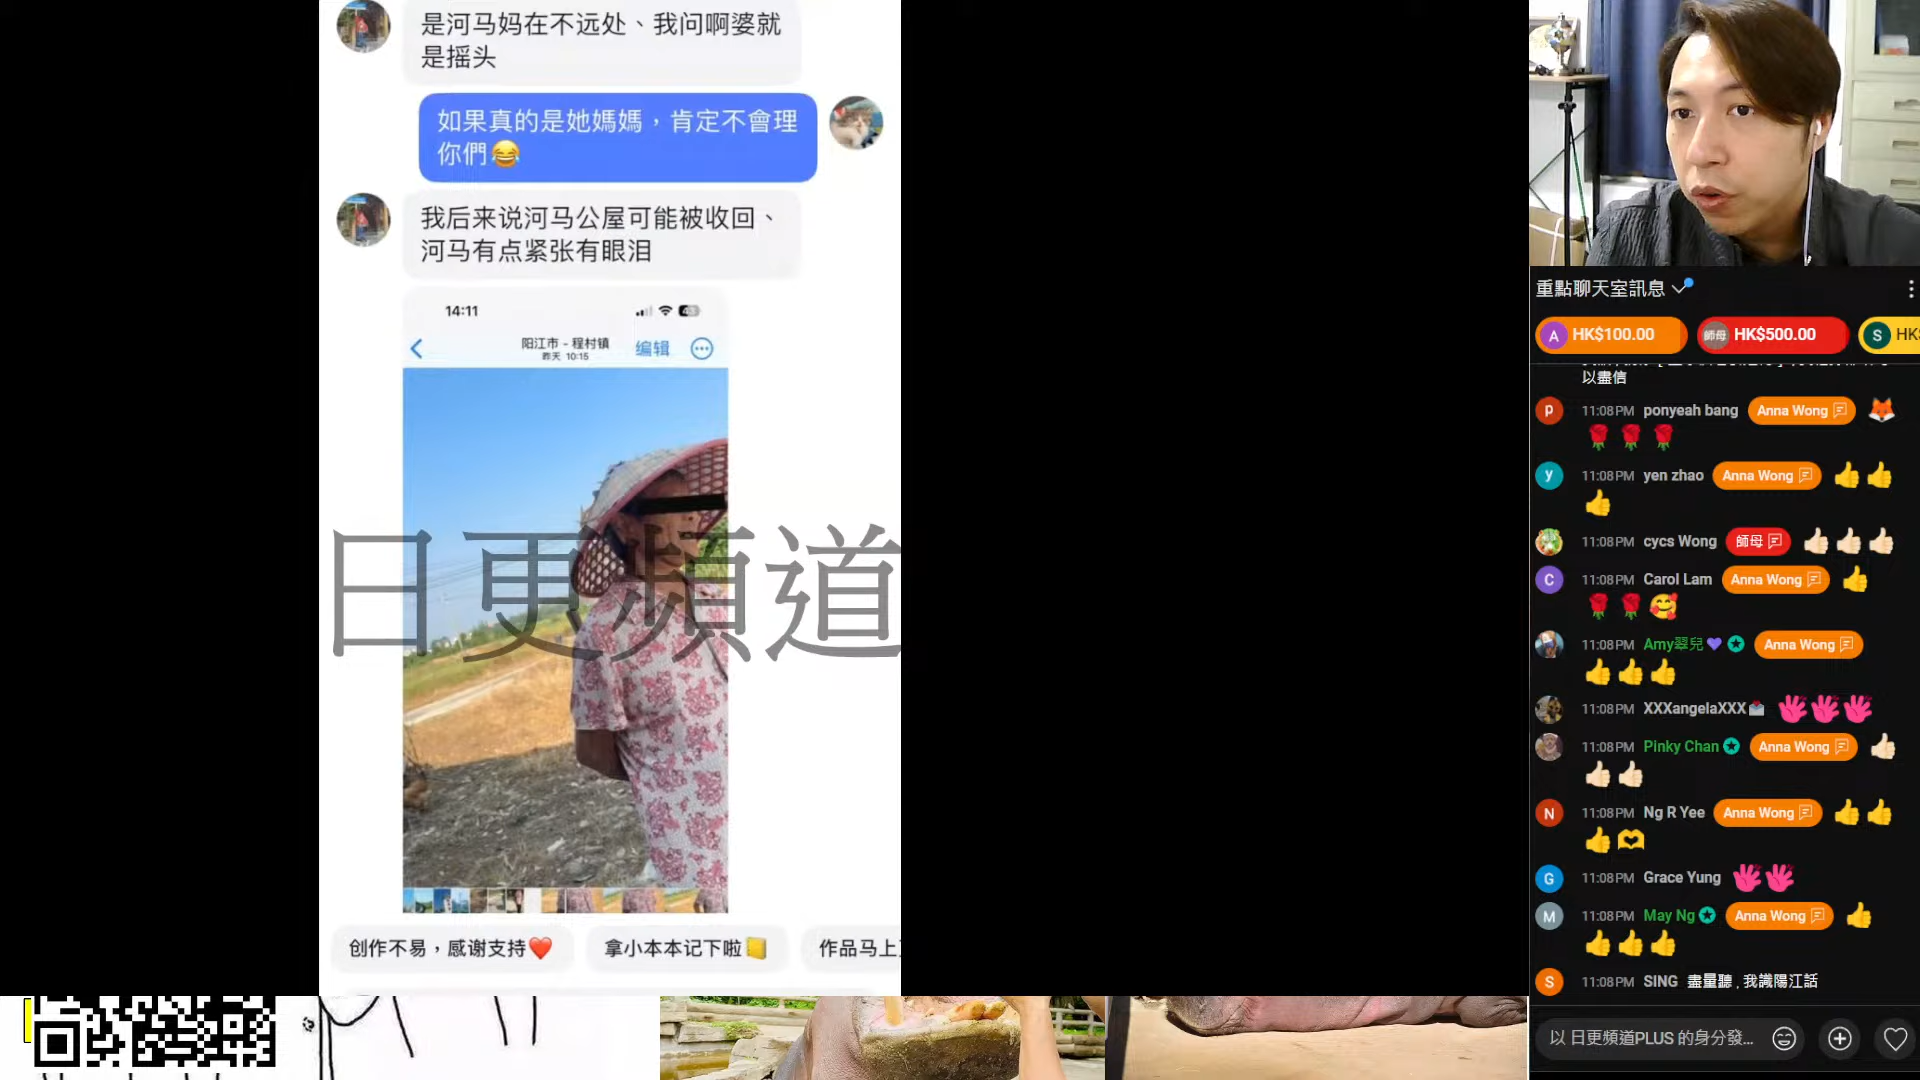 是河马妈在不远处、我问啊婆就
是摇头
如果真的是她媽媽，肯定不會理
你們😂
我后来说河马公屋可能被收回、
河马有点紧张有眼泪
14:11
43
阳江市 - 程村镇
昨天 10:15
编辑
日更頻道
创作不易，感谢支持❤️
拿小本本记下啦📒
作品马上
重點聊天室訊息
A HK$100.00
師母 HK$500.00
S HK$
以盡信
P 11:08PM ponyeah bang Anna Wong 🦊
🌹🌹🌹
y 11:08PM yen zhao Anna Wong 👍👍
👍
11:08PM cycs Wong 師母 👍🏻👍🏻👍🏻
C 11:08PM Carol Lam Anna Wong 👍
🌹🌹🥰
11:08PM Amy翠兒💜 Anna Wong
👍👍👍
11:08PM XXXangelaXXX
11:08PM Pinky Chan Anna Wong 👍🏻
👍🏻👍🏻
N 11:08PM Ng R Yee Anna Wong 👍👍
👍🫶
G 11:08PM Grace Yung
M 11:08PM May Ng Anna Wong 👍
👍👍👍
S 11:08PM SING 盡量聽 , 我識陽江話
以 日更頻道PLUS 的身分發...